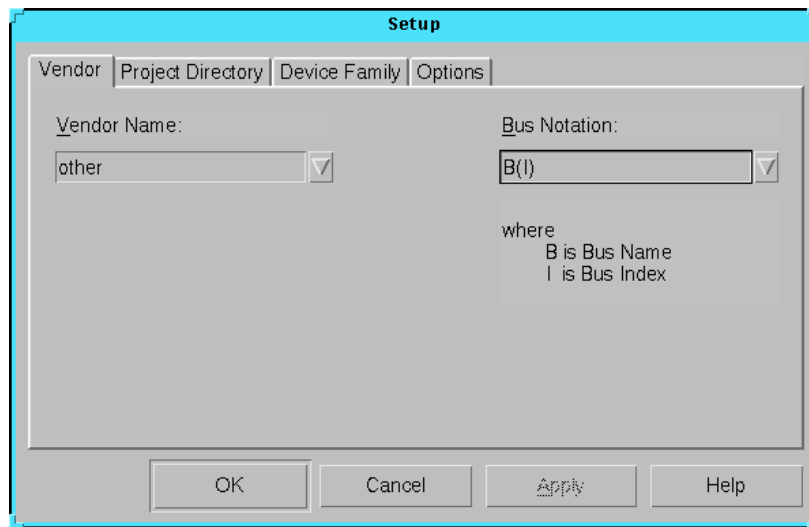 Setup
Vendor Project Directory Device Family Options
Vendor Name: Bus Notation:
other B(I)
where
B is Bus Name
I is Bus Index
OK Cancel Apply Help